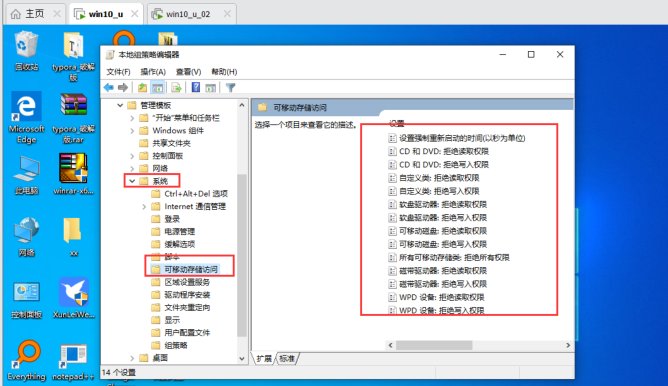 主页
win10_u
win10_u_02
回收站
typora_破解版
Microsoft Edge
typora_破解版.rar
此电脑
winrar-x6...
网络
xx
控制面板
XunLeiWe...
Everything
notepad++
本地组策略编辑器
文件(F) 操作(A) 查看(V) 帮助(H)
管理模板
"开始"菜单和任务栏
Windows 组件
共享文件夹
控制面板
网络
系统
Ctrl+Alt+Del 选项
Internet 通信管理
登录
电源管理
缓解选项
脚本
可移动存储访问
区域设置服务
驱动程序安装
文件夹重定向
显示
用户配置文件
组策略
桌面
可移动存储访问
选择一个项目来查看它的描述。
设置
设置强制重新启动的时间(以秒为单位)
CD 和 DVD: 拒绝读取权限
CD 和 DVD: 拒绝写入权限
自定义类: 拒绝读取权限
自定义类: 拒绝写入权限
软盘驱动器: 拒绝读取权限
软盘驱动器: 拒绝写入权限
可移动磁盘: 拒绝读取权限
可移动磁盘: 拒绝写入权限
所有可移动存储类: 拒绝所有权限
磁带驱动器: 拒绝读取权限
磁带驱动器: 拒绝写入权限
WPD 设备: 拒绝读取权限
WPD 设备: 拒绝写入权限
扩展 标准
14 个设置